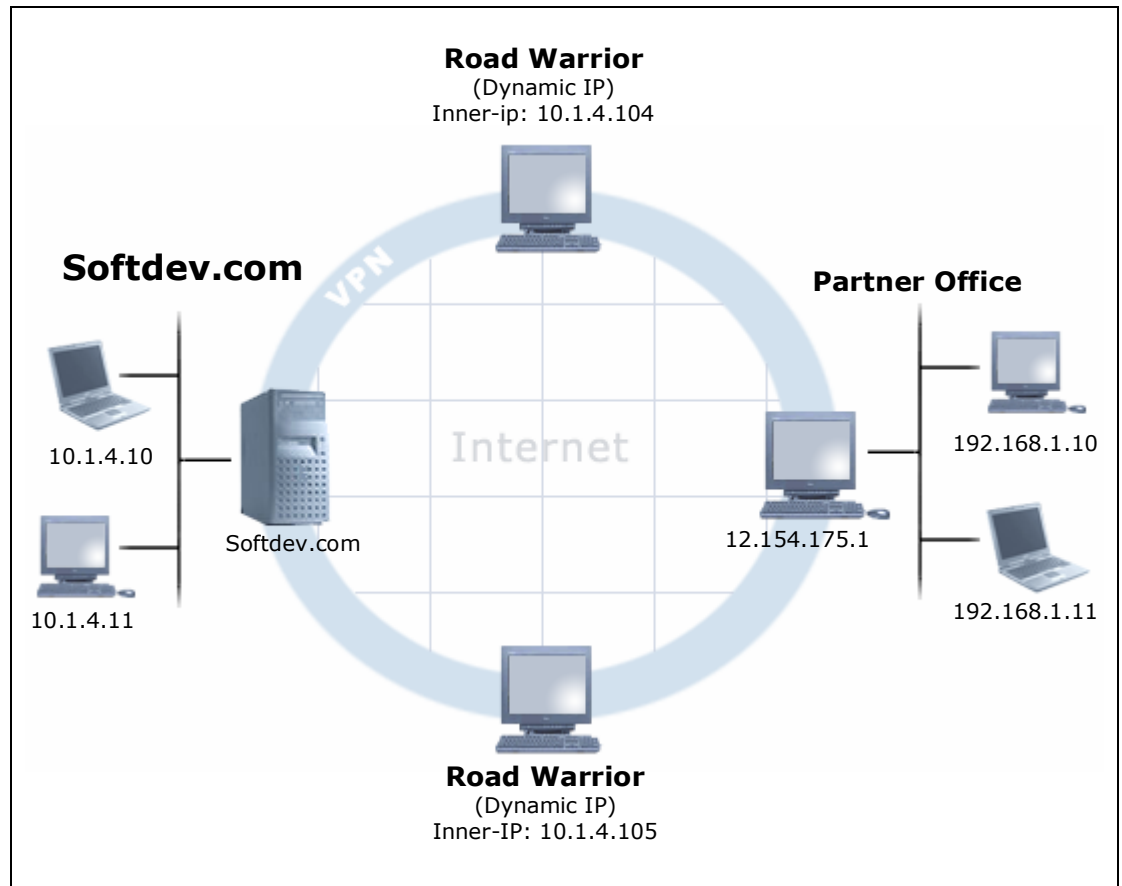 Road Warrior
(Dynamic IP)
Inner-ip: 10.1.4.104
Softdev.com
VPN
Partner Office
10.1.4.10
Internet
192.168.1.10
Softdev.com
12.154.175.1
10.1.4.11
192.168.1.11
Road Warrior
(Dynamic IP)
Inner-IP: 10.1.4.105